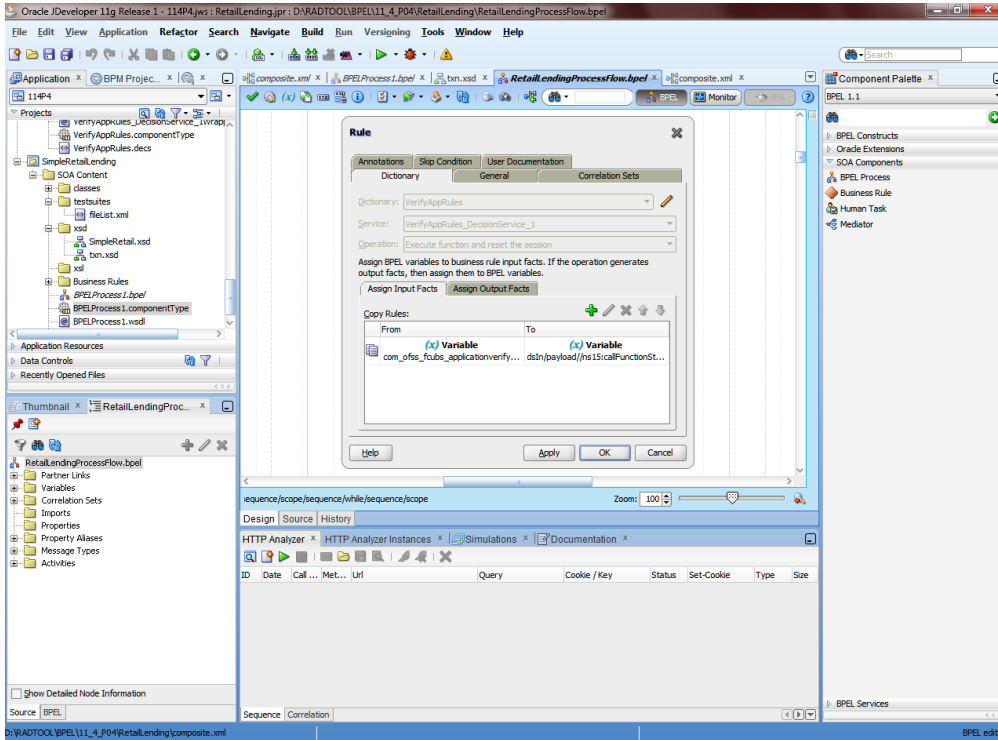 Oracle JDeveloper 11g Release 1 - 114P4.jws : RetailLending.jpr : D:\RADTOOL\BPEL\11_4_P04\RetailLending\RetailLendingProcessFlow.bpel
File Edit View Application Refactor Search Navigate Build Run Versioning Tools Window Help
Search
Application
BPM Projec...
composite.xml
BPELProcess1.bpel
txn.xsd
RetailLendingProcessFlow.bpel
composite.xml
Component Palette
114P4
BPEL
Monitor
BPA
BPEL 1.1
Projects
VerifyAppRules_DecisionService_1Wrap
VerifyAppRules.componentType
VerifyAppRules.decs
SimpleRetailLending
SOA Content
classes
testsuites
fileList.xml
xsd
SimpleRetail.xsd
txn.xsd
xsl
Business Rules
BPELProcess1.bpel
BPELProcess1.componentType
BPELProcess1.wsdl
Application Resources
Data Controls
Recently Opened Files
Thumbnail
RetailLendingProc...
RetailLendingProcessFlow.bpel
Partner Links
Variables
Correlation Sets
Imports
Properties
Property Aliases
Message Types
Activities
Show Detailed Node Information
Source BPEL
Rule
Annotations Skip Condition User Documentation
Dictionary General Correlation Sets
Dictionary: VerifyAppRules
Service: VerifyAppRules_DecisionService_1
Operation: Execute function and reset the session
Assign BPEL variables to business rule input facts. If the operation generates
output facts, then assign them to BPEL variables.
Assign Input Facts Assign Output Facts
Copy Rules:
From To
(x) Variable (x) Variable
com_ofss_fcubs_applicationverify... dsIn/payload//ns15:callFunctionSt...
Help Apply OK Cancel
sequence/scope/sequence/while/sequence/scope
Zoom: 100
Design Source History
HTTP Analyzer HTTP Analyzer Instances Simulations Documentation
ID Date Call ... Met... Url Query Cookie / Key Status Set-Cookie Type Size
Sequence Correlation
BPEL Constructs
Oracle Extensions
SOA Components
BPEL Process
Business Rule
Human Task
Mediator
BPEL Services
D:\RADTOOL\BPEL\11_4_P04\RetailLending\composite.xml
BPEL edit